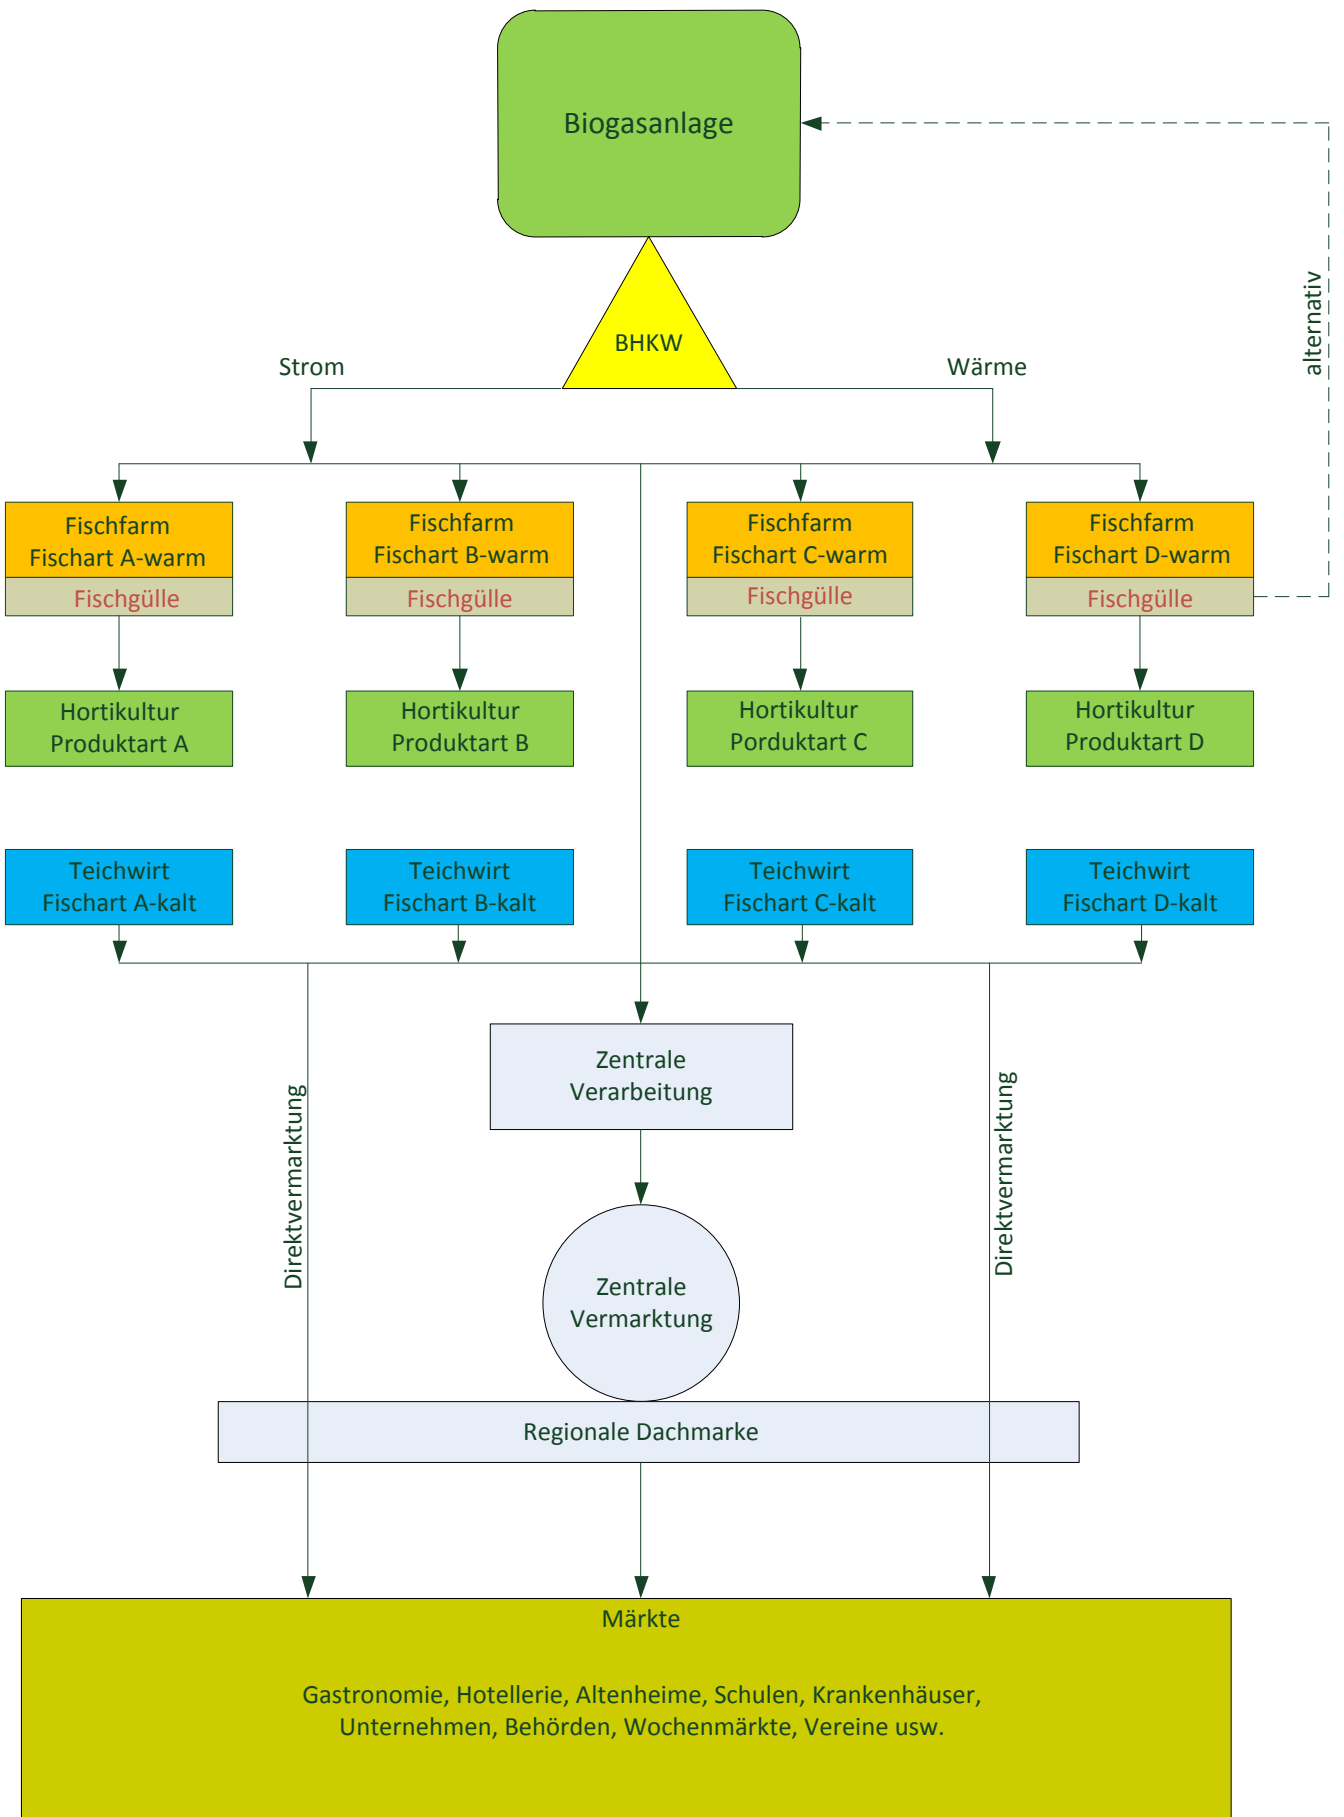 Biogasanlage
alternativ
BHKW
Strom
Wärme
Fischfarm
Fischart A-warm
Fischgülle
Fischfarm
Fischart B-warm
Fischgülle
Fischfarm
Fischart C-warm
Fischgülle
Fischfarm
Fischart D-warm
Fischgülle
Hortikultur
Produktart A
Hortikultur
Produktart B
Hortikultur
Porduktart C
Hortikultur
Produktart D
Teichwirt
Fischart A-kalt
Teichwirt
Fischart B-kalt
Teichwirt
Fischart C-kalt
Teichwirt
Fischart D-kalt
Zentrale
Verarbeitung
Direktvermarktung
Direktvermarktung
Zentrale
Vermarktung
Regionale Dachmarke
Märkte
Gastronomie, Hotellerie, Altenheime, Schulen, Krankenhäuser,
Unternehmen, Behörden, Wochenmärkte, Vereine usw.